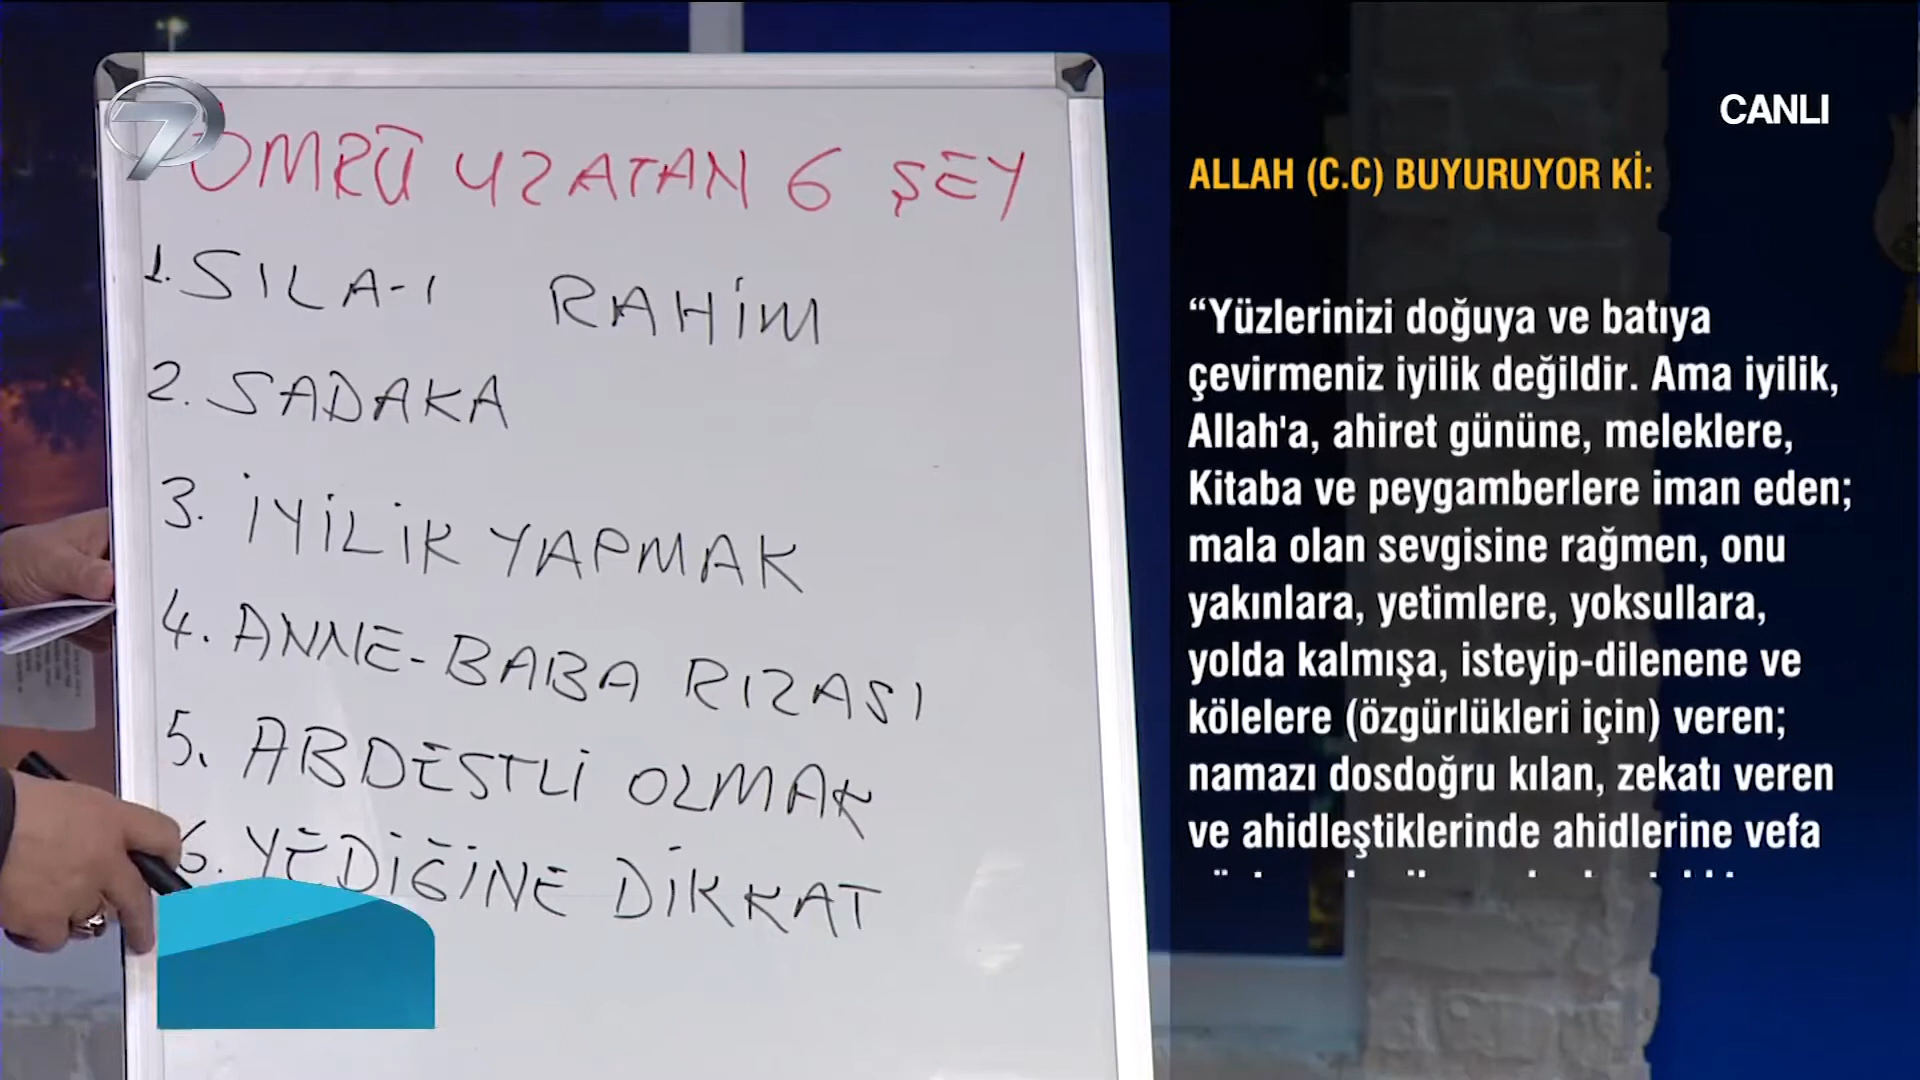 7
ÖMRÜ UZATAN 6 ŞEY
1. SILA-I RAHİM
2. SADAKA
3. İYİLİK YAPMAK
4. ANNE-BABA RIZASI
5. ABDESTLİ OLMAK
6. YEDİĞİNE DİKKAT
CANLI
ALLAH (C.C) BUYURUYOR Kİ:
“Yüzlerinizi doğuya ve batıya
çevirmeniz iyilik değildir. Ama iyilik,
Allah'a, ahiret gününe, meleklere,
Kitaba ve peygamberlere iman eden;
mala olan sevgisine rağmen, onu
yakınlara, yetimlere, yoksullara,
yolda kalmışa, isteyip-dilenene ve
kölelere (özgürlükleri için) veren;
namazı dosdoğru kılan, zekatı veren
ve ahidleştiklerinde ahidlerine vefa